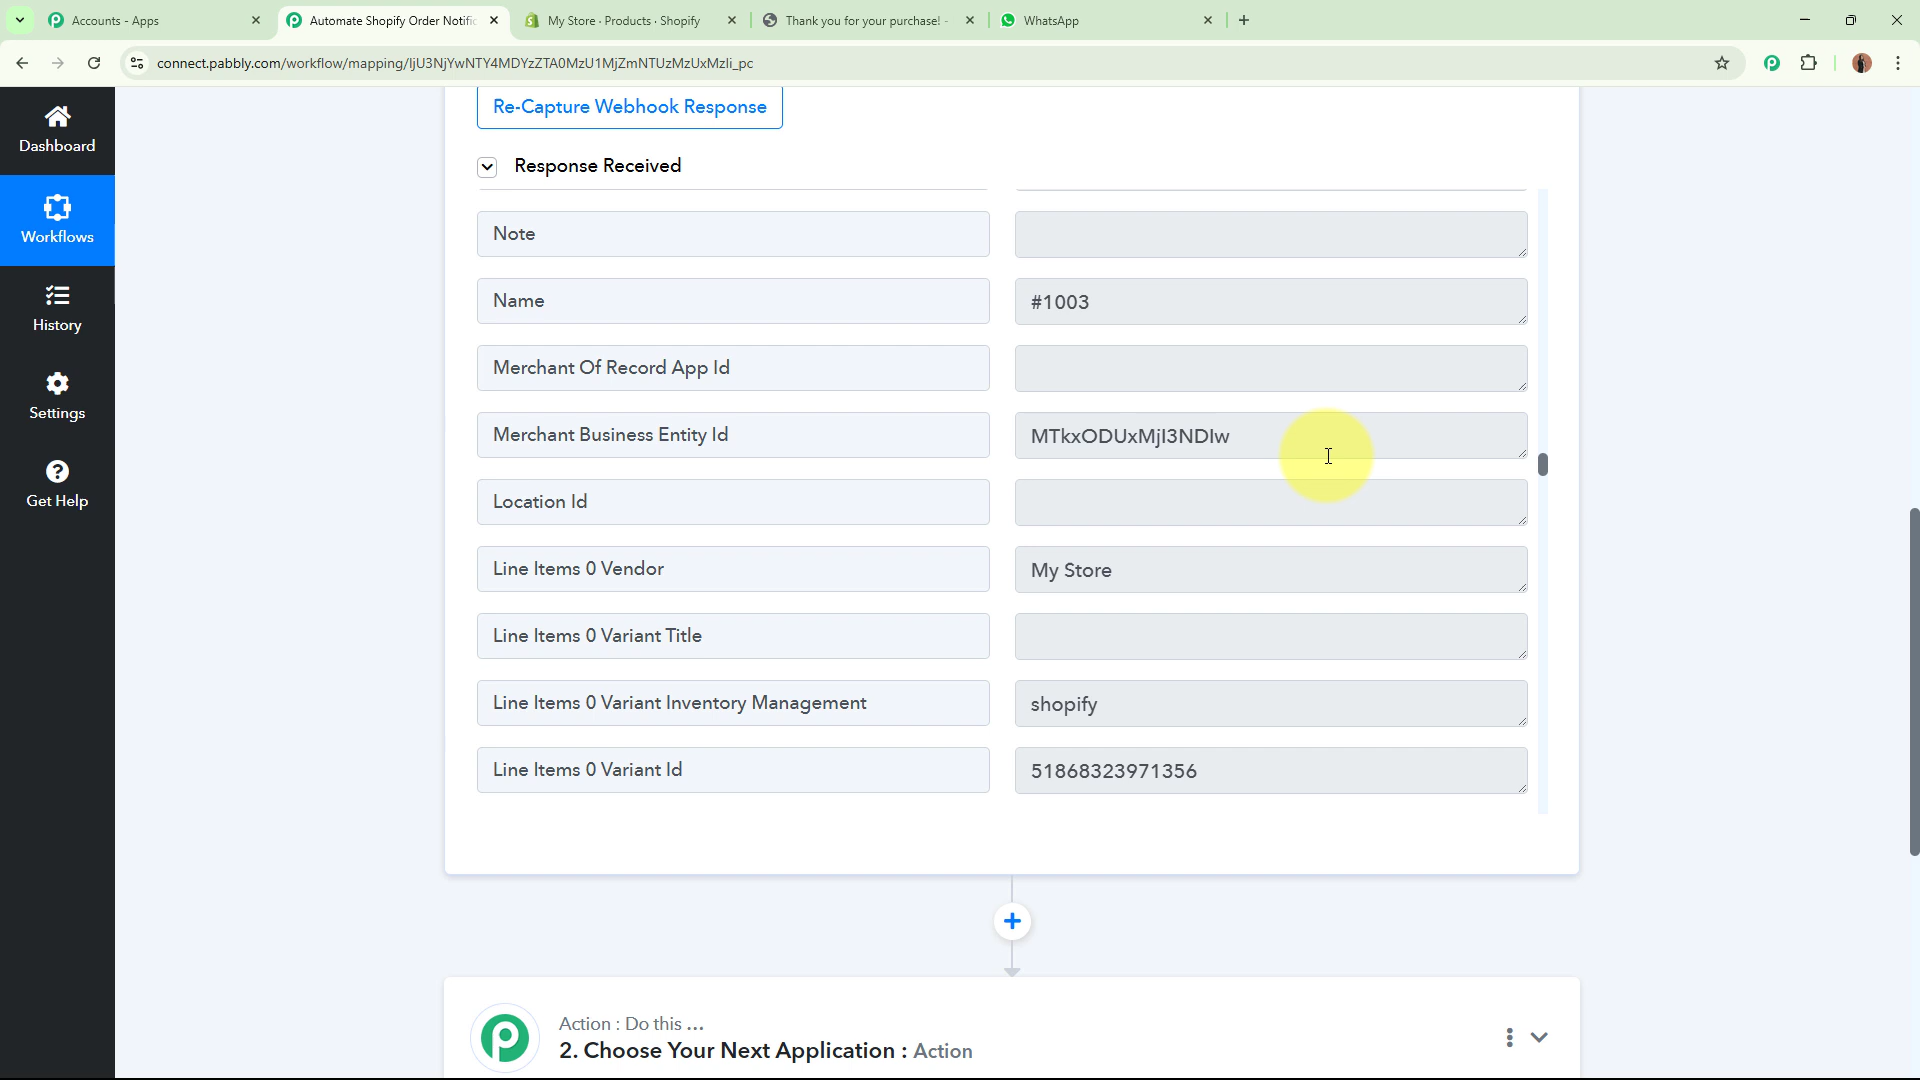 Accounts - Apps
Automate Shopify Order Notific
My Store · Products · Shopify
Thank you for your purchase! -
WhatsApp
connect.pabbly.com/workflow/mapping/IjU3NjYwNTY4MDYzZTA0MzU1MjZmNTUzMzUxMzIi_pc
Dashboard
Workflows
History
Settings
Get Help
Re-Capture Webhook Response
Response Received
Note
Name
#1003
Merchant Of Record App Id
Merchant Business Entity Id
MTkxODUxMjI3NDIw
Location Id
Line Items 0 Vendor
My Store
Line Items 0 Variant Title
Line Items 0 Variant Inventory Management
shopify
Line Items 0 Variant Id
51868323971356
Action : Do this ...
2. Choose Your Next Application : Action